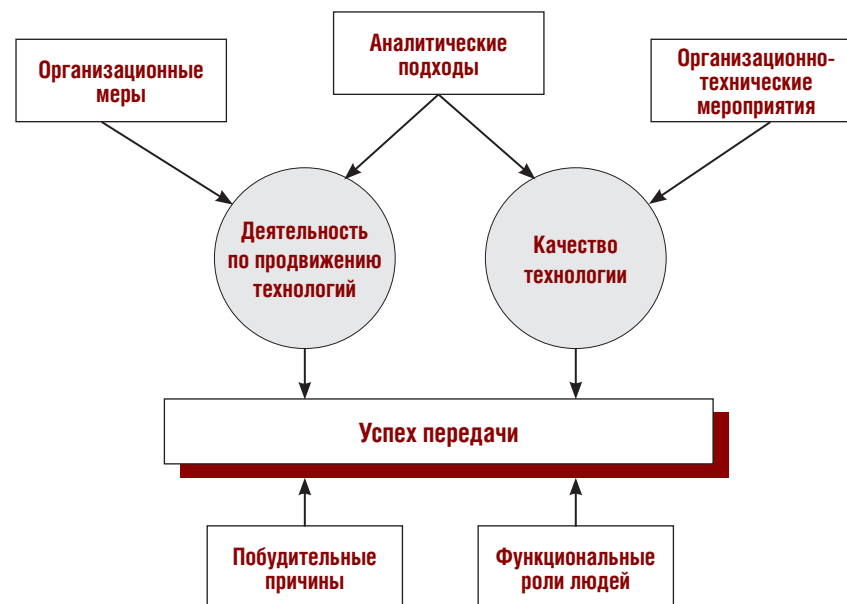 Организационные
меры
Аналитические
подходы
Организационно-
технические
мероприятия
Деятельность
по продвижению
технологий
Качество
технологии
Успех передачи
Побудительные
причины
Функциональные
роли людей